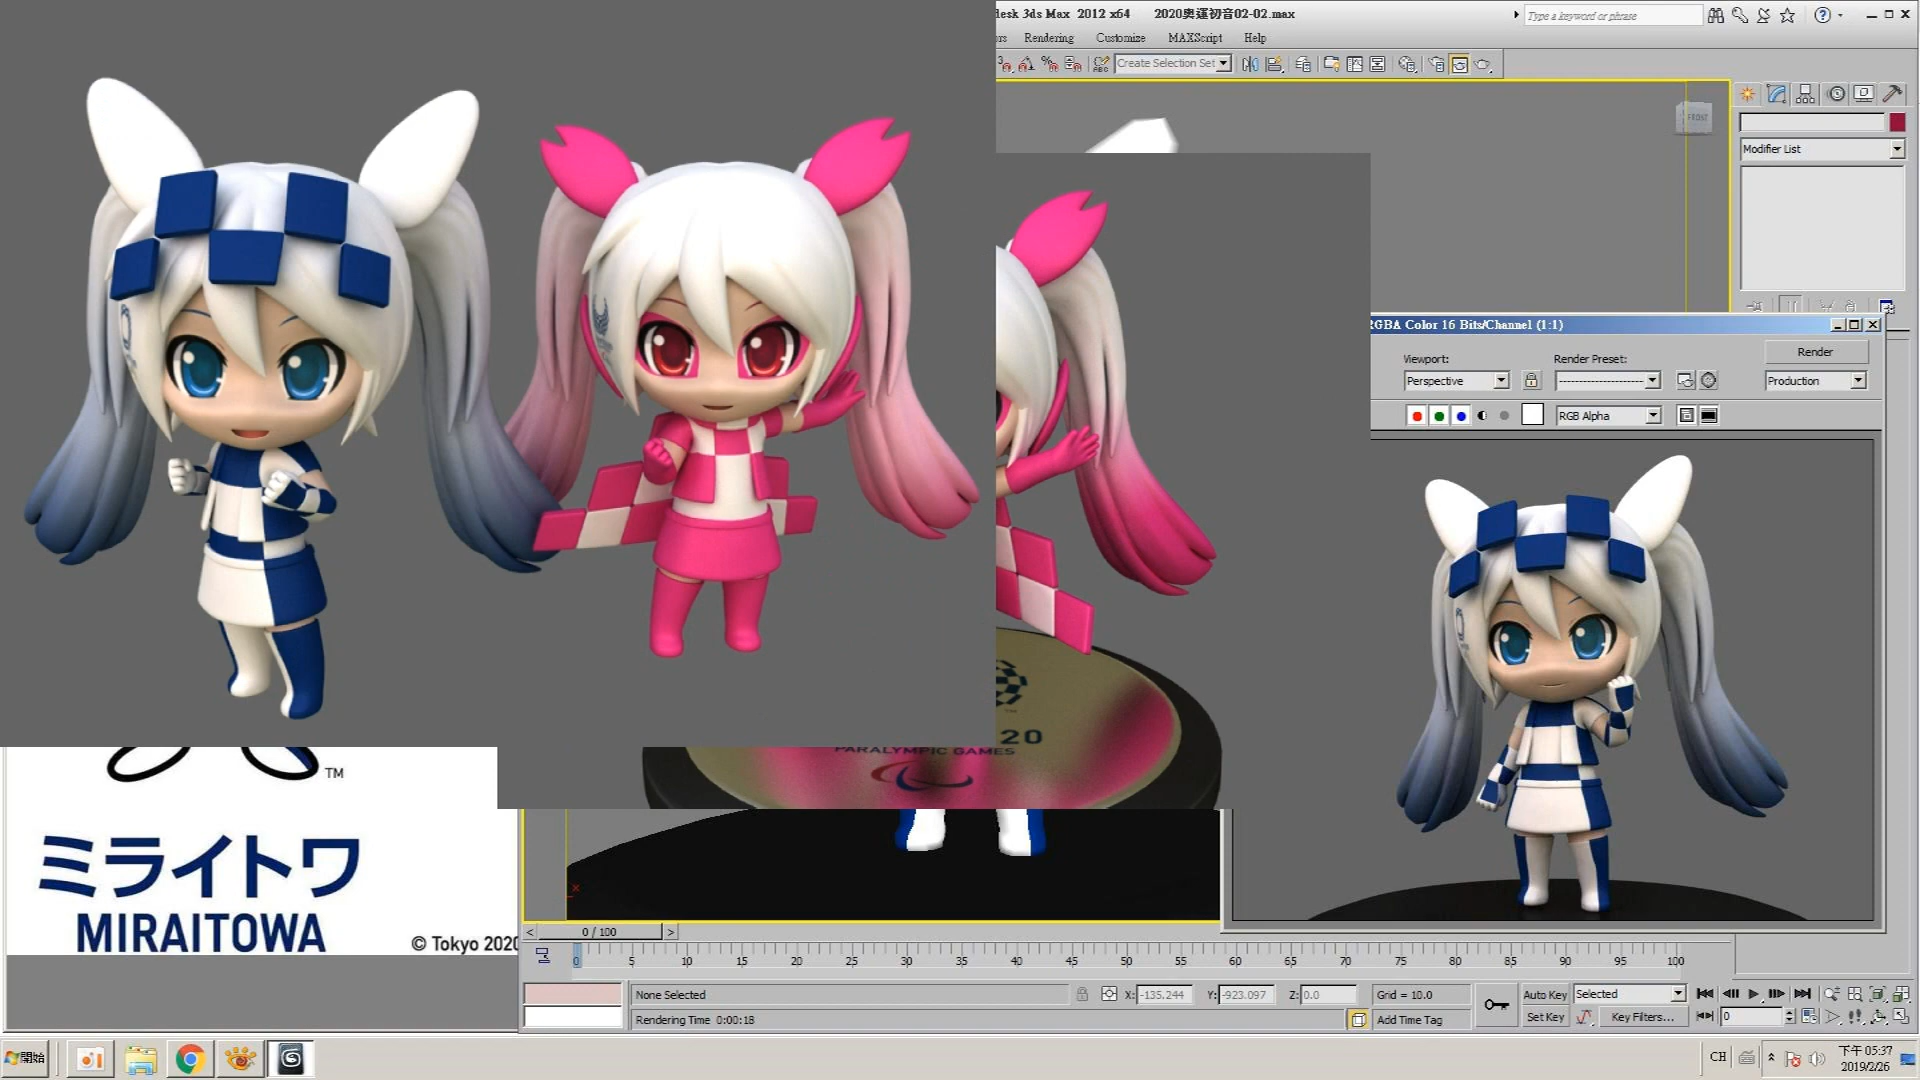 desk 3ds Max 2012 x64 2020奧運初音02-02.max
Type a keyword or phrase
Rendering Customize MAXScript Help
Create Selection Set
FRONT
Modifier List
RGBA Color 16 Bits/Channel (1:1)
Viewport:
Render Preset:
Render
Perspective
Production
RGB Alpha
20
PARALYMPIC GAMES
TM
ミライトワ
MIRAITOWA
© Tokyo 2020
0 / 100
0 5 10 15 20 25 30 35 40 45 50 55 60 65 70 75 80 85 90 95 100
None Selected
X: -135.244 Y: -923.097 Z: 0.0
Grid = 10.0
Auto Key Selected
Rendering Time 0:00:18
Add Time Tag
Set Key Key Filters... 0
開始
CH
下午 05:37
2019/2/26